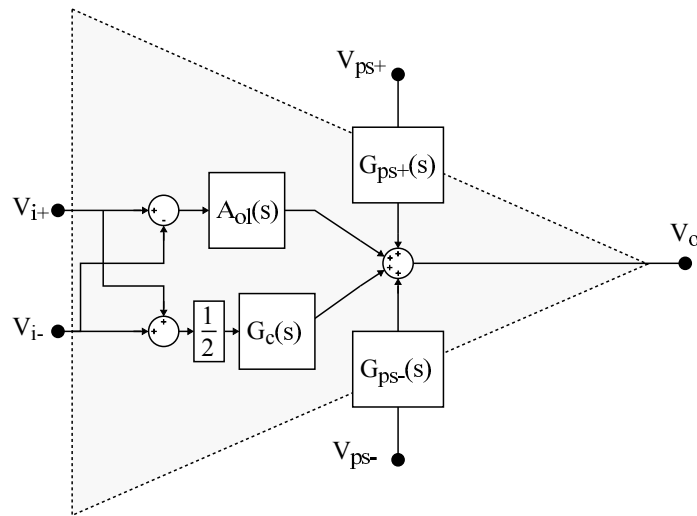 Vps+
Gps+(s)
Vi+
+
-
Aol(s)
Vo
+
+
+
+
Vi-
+
+
1
2
Gc(s)
Gps-(s)
Vps-